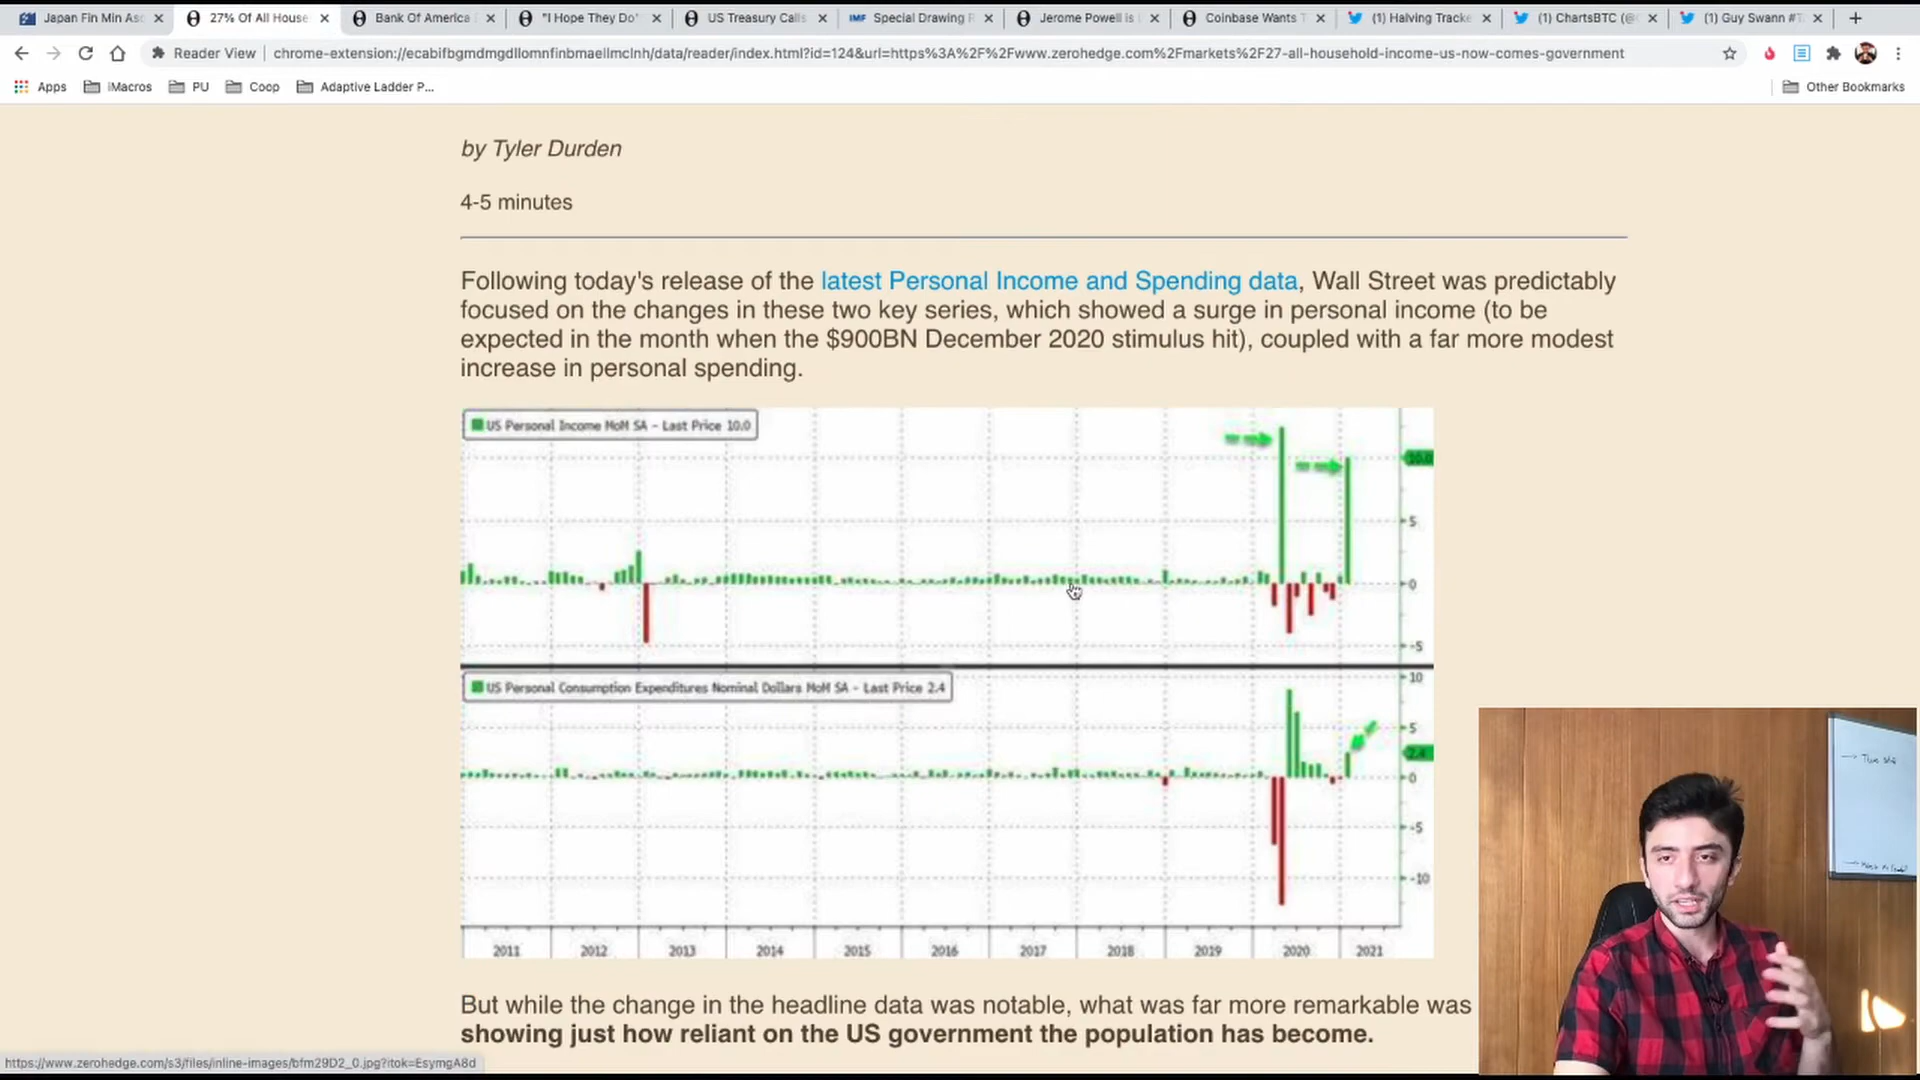 Japan Fin Min Aso
27% Of All House
Bank Of America
"I Hope They Do"
US Treasury Calls
IMF Special Drawing R
Jerome Powell is
Coinbase Wants T
(1) Halving Tracke
(1) ChartsBTC (@
(1) Guy Swann #T
Reader View
chrome-extension://ecabifbgmdmgdllomnfinbmaellmclnh/data/reader/index.html?id=124&url=https%3A%2F%2Fwww.zerohedge.com%2Fmarkets%2F27-all-household-income-us-now-comes-government
Apps
iMacros
PU
Coop
Adaptive Ladder P...
Other Bookmarks
by Tyler Durden
4-5 minutes
Following today's release of the latest Personal Income and Spending data, Wall Street was predictably
focused on the changes in these two key series, which showed a surge in personal income (to be
expected in the month when the $900BN December 2020 stimulus hit), coupled with a far more modest
increase in personal spending.
US Personal Income MoM SA - Last Price 10.0
10.0
5
0
-5
US Personal Consumption Expenditures Nominal Dollars MoM SA - Last Price 2.4
10
5
2.4
0
-5
-10
2011 2012 2013 2014 2015 2016 2017 2018 2019 2020 2021
But while the change in the headline data was notable, what was far more remarkable was
showing just how reliant on the US government the population has become.
https://www.zerohedge.com/s3/files/inline-images/bfm29D2_0.jpg?itok=EsymgA8d